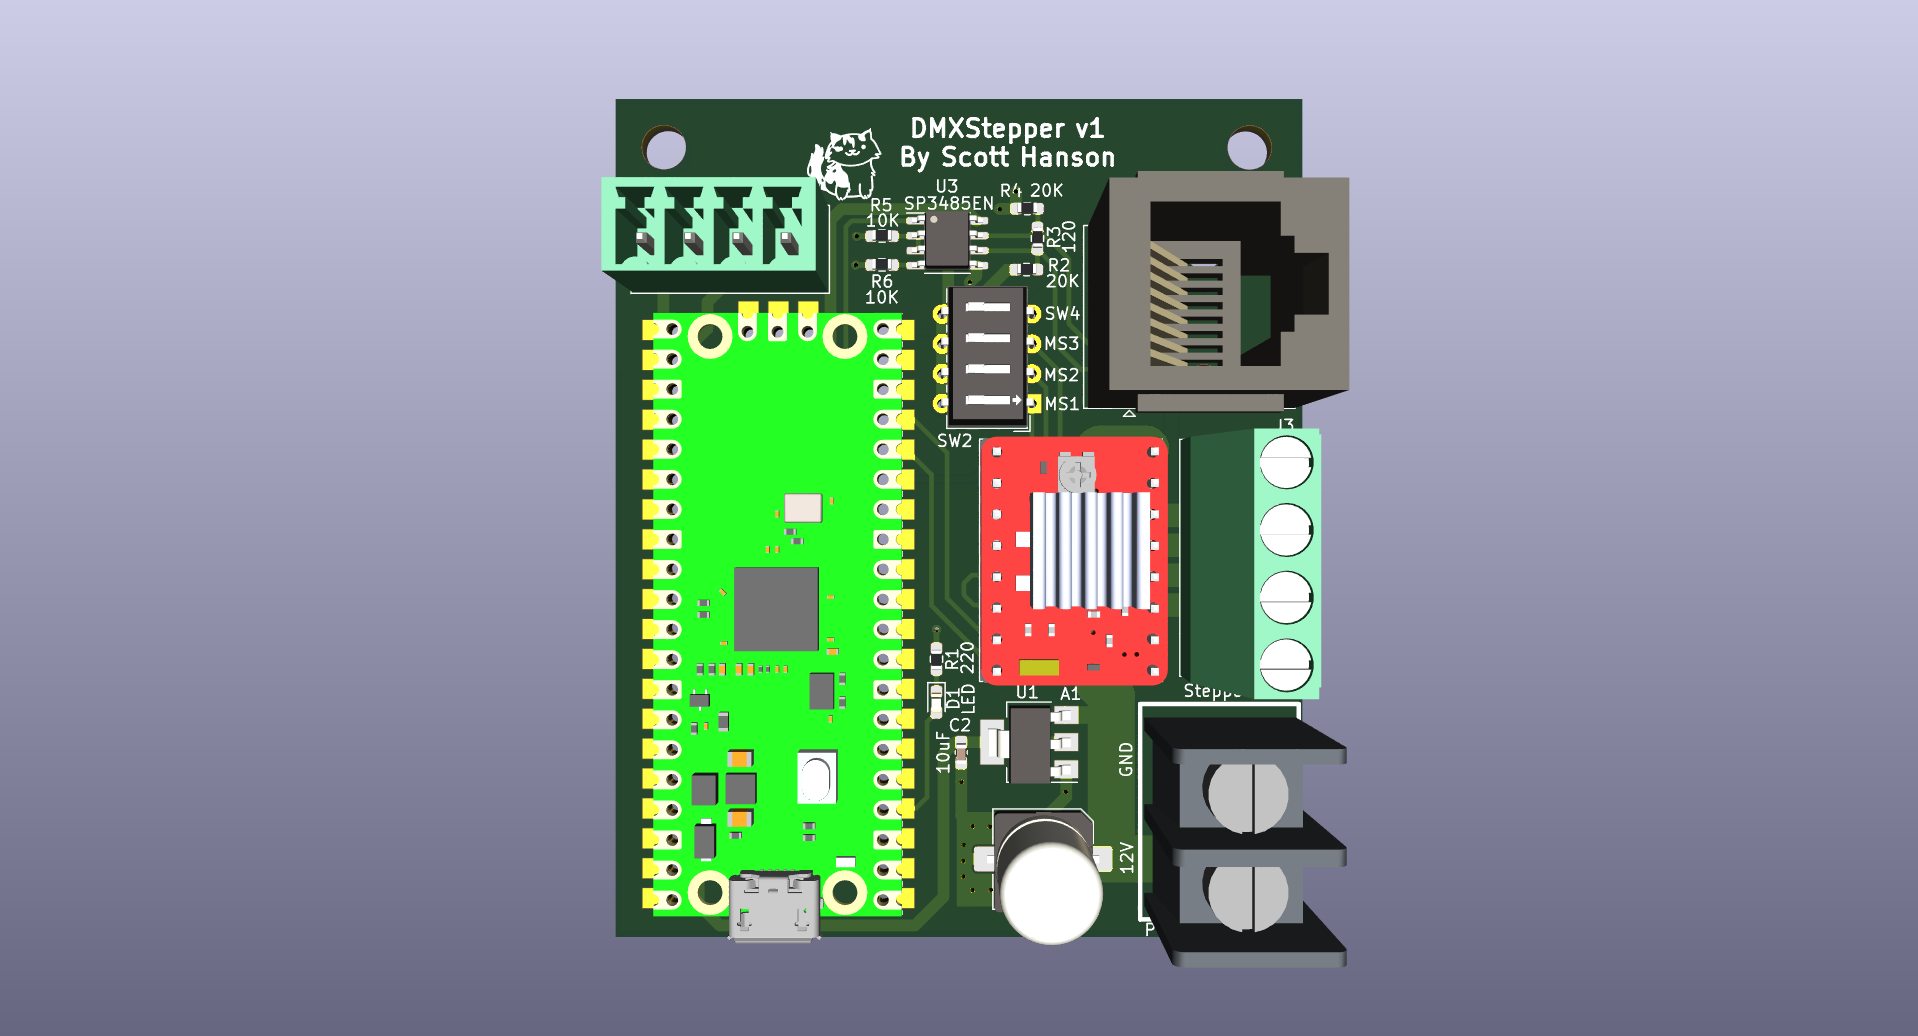 DMXStepper v1
By Scott Hanson
U3
SP3485EN
R4 20K
R5
10K
R3
120
R2
20K
R6
10K
SW4
MS3
MS2
MS1
SW2
J3
R1
220
D1
LED
U1
A1
C2
10uF
GND
12V